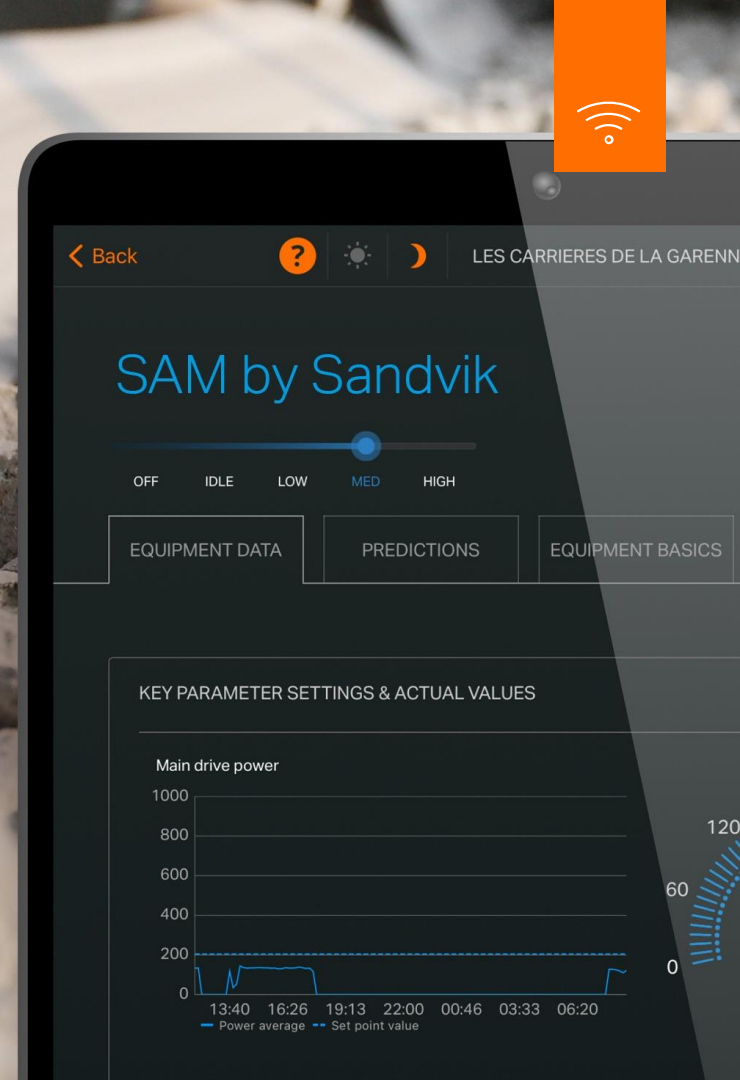 Back
?
LES CARRIERES DE LA GARENN
SAM by Sandvik
OFF IDLE LOW MED HIGH
EQUIPMENT DATA PREDICTIONS EQUIPMENT BASICS
KEY PARAMETER SETTINGS & ACTUAL VALUES
Main drive power
1000
800
600
400
200
0
13:40 16:26 19:13 22:00 00:46 03:33 06:20
Power average Set point value
120
60
0